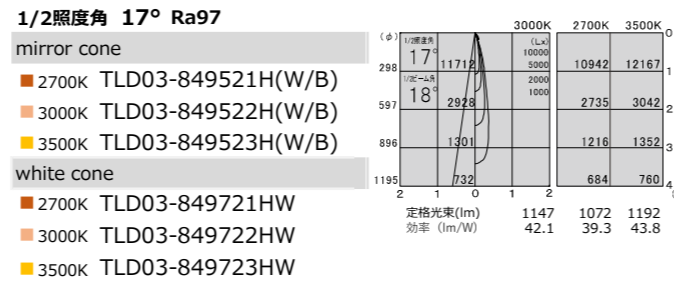 1/2照度角 17° Ra97
mirror cone
2700K TLD03-849521H(W/B)
3000K TLD03-849522H(W/B)
3500K TLD03-849523H(W/B)
white cone
2700K TLD03-849721HW
3000K TLD03-849722HW
3500K TLD03-849723HW
3000K 2700K 3500K
(φ) 1/2照度角 (Lx) 0
17° 10000
298 11712 5000 10942 12167 1
1/2ビーム角 2000
18° 1000
597 2928 2735 3042 2
896 1301 1216 1352 3
1195 732 684 760 4
2 1 0 1 2
定格光束(lm) 1147 1072 1192
効率（lm/W) 42.1 39.3 43.8